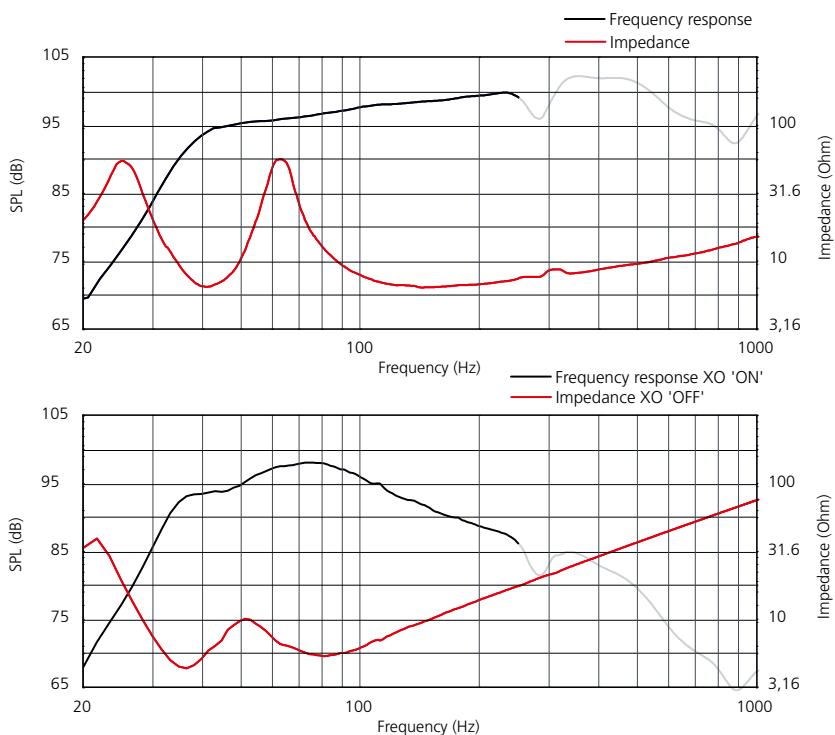 Frequency response
Impedance
105
95
85
75
65
SPL (dB)
100
31.6
10
3,16
Impedance (Ohm)
20
100
1000
Frequency (Hz)
Frequency response XO 'ON'
Impedance XO 'OFF'
105
95
85
75
65
SPL (dB)
100
31.6
10
3,16
Impedance (Ohm)
20
100
1000
Frequency (Hz)